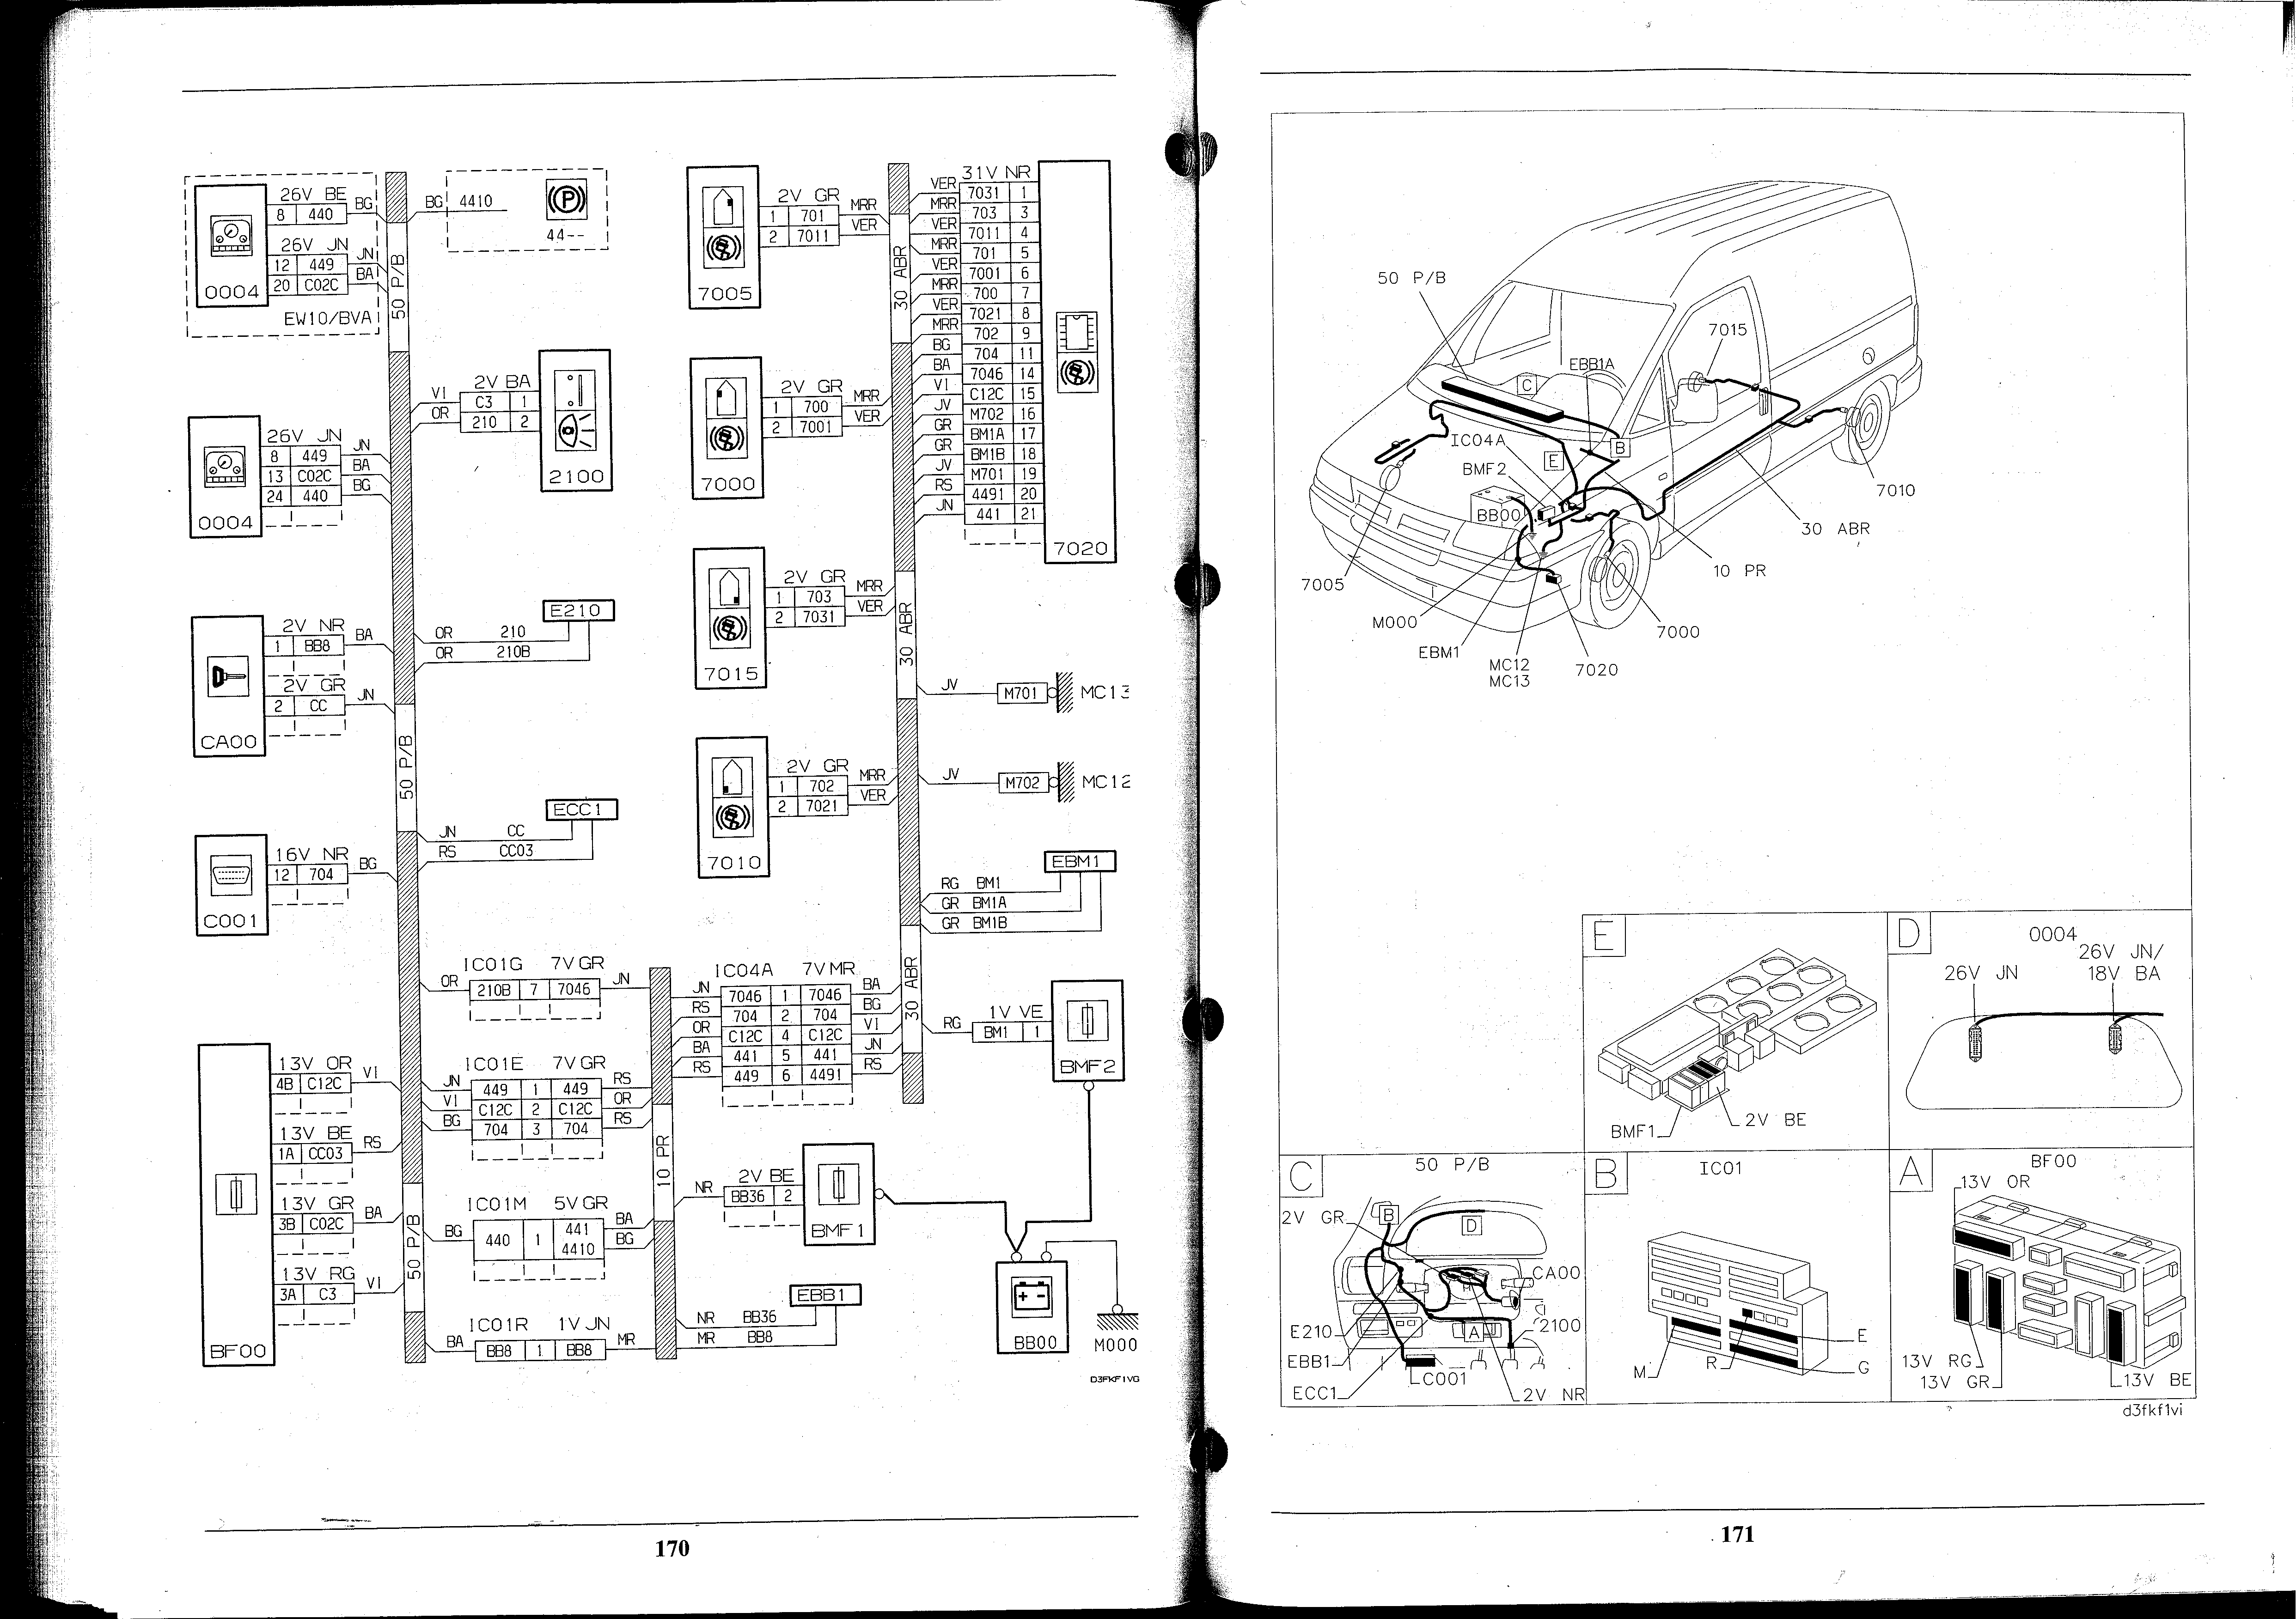 26V BE
8 440 BG
26V JN
12 449 JN
20 C02C BA
0004
EW10/BVA
50 P/B
BG 4410
P
44--
26V JN
8 449 JN
13 C02C BA
24 440 BG
0004
2V BA
VI C3 1
OR 210 2
2100
2V NR
1 BB8 BA
2V GR
2 CC JN
CA00
E210
OR 210
OR 210B
50 P/B
ECC1
JN CC
RS CC03
16V NR
12 704 BG
C001
IC01G 7V GR
OR 210B 7 7046 JN
13V OR
4B C12C VI
13V BE
1A CC03 RS
13V GR
3B C02C BA
13V RG
3A C3 VI
BF00
50 P/B
IC01E 7V GR
JN 449 1 449 RS
VI C12C 2 C12C OR
BG 704 3 704 RS
IC01M 5V GR
BG 440 1 441 BA
4410 BG
IC01R 1V JN
BA BB8 1 BB8 MR
10 PR
7005
2V GR
1 701 MRR
2 7011 VER
7000
2V GR
1 700 MRR
2 7001 VER
7015
2V GR
1 703 MRR
2 7031 VER
7010
2V GR
1 702 MRR
2 7021 VER
30 ABR
30 ABR
30 ABR
31V NR
VER 7031 1
MRR 703 3
VER 7011 4
MRR 701 5
VER 7001 6
MRR 700 7
VER 7021 8
MRR 702 9
BG 704 11
BA 7046 14
VI C12C 15
JV M702 16
GR BM1A 17
GR BM1B 18
JV M701 19
RS 4491 20
JN 441 21
7020
JV M701 MC13
JV M702 MC12
EBM1
RG BM1
GR BM1A
GR BM1B
IC04A 7V MR
JN 7046 1 7046 BA
RS 704 2 704 BG
OR C12C 4 C12C VI
BA 441 5 441 JN
RS 449 6 4491 RS
1V VE
RG BM1 1
BMF2
2V BE
NR BB36 2
BMF1
EBB1
NR BB36
MR BB8
+ -
BB00
M000
D3FKF1VG
170
50 P/B
7015
EBB1A
C
B
IC04A
E
BMF2
BB00
7010
30 ABR
10 PR
7005
M000
7000
EBM1
MC12
MC13
7020
E
BMF1
2V BE
D
0004
26V JN/
26V JN
18V BA
C
50 P/B
2V GR
B
D
CA00
E210
A
2100
EBB1
C001
ECC1
2V NR
B
IC01
E
M
R
G
A
BF00
13V OR
13V RG
13V GR
13V BE
d3fkf1vi
171